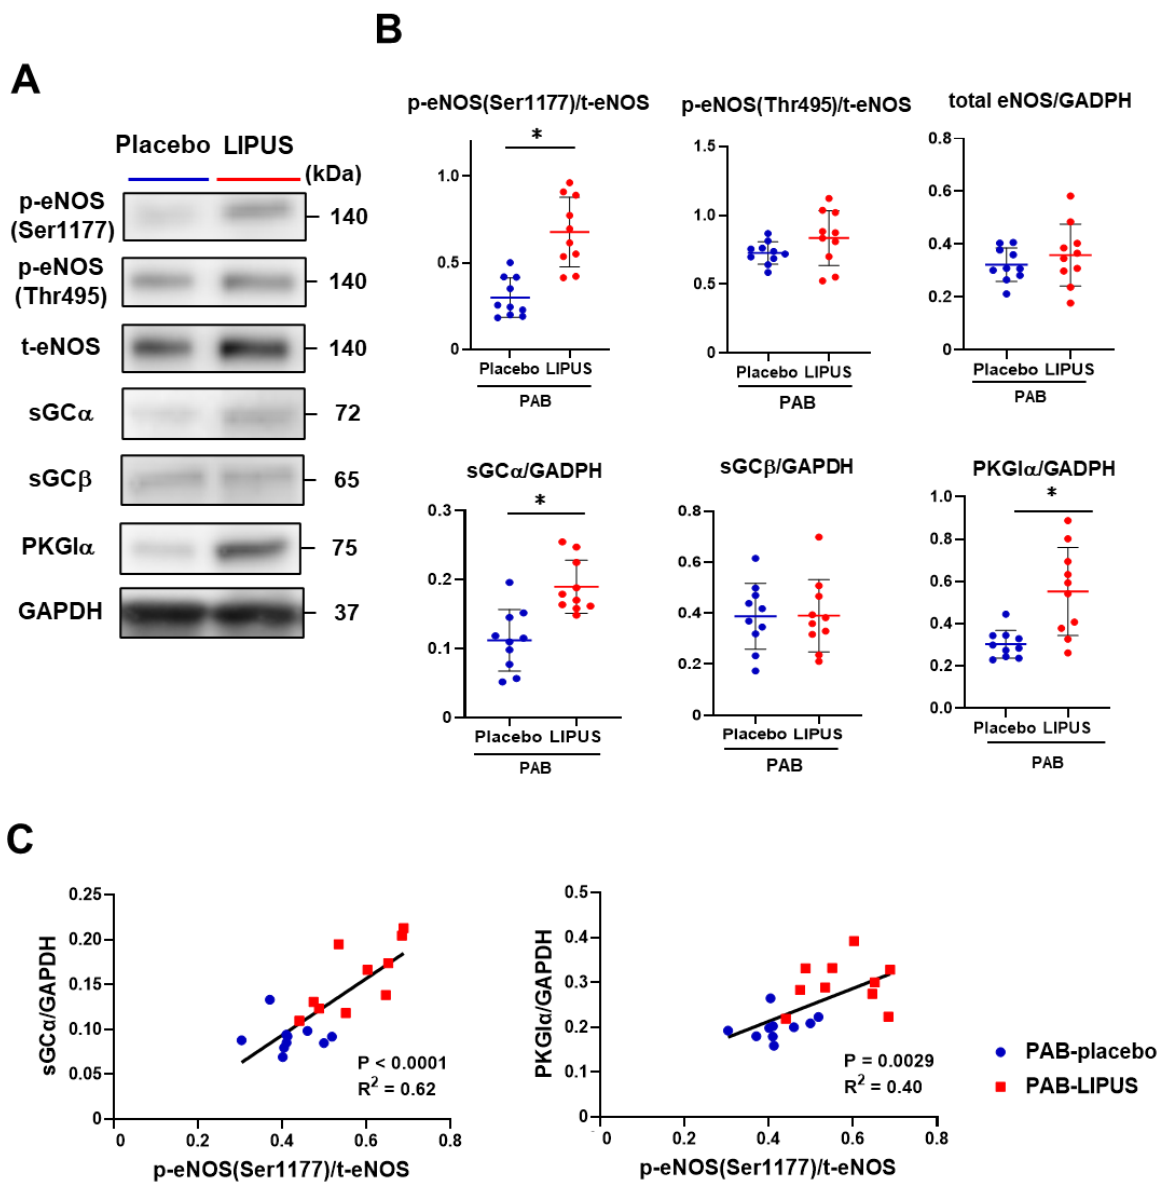 A
Placebo LIPUS
(kDa)
p-eNOS
(Ser1177)
140
p-eNOS
(Thr495)
140
t-eNOS
140
sGCα
72
sGCβ
65
PKGIα
75
GAPDH
37
B
p-eNOS(Ser1177)/t-eNOS
*
1.0
0.5
0
Placebo LIPUS
PAB
p-eNOS(Thr495)/t-eNOS
1.5
1.0
0.5
0
Placebo LIPUS
PAB
total eNOS/GADPH
0.8
0.6
0.4
0.2
0
Placebo LIPUS
PAB
sGCα/GADPH
*
0.3
0.2
0.1
0
Placebo LIPUS
PAB
sGCβ/GAPDH
0.8
0.6
0.4
0.2
0
Placebo LIPUS
PAB
PKGIα/GADPH
*
1.0
0.8
0.6
0.4
0.2
0.0
Placebo LIPUS
PAB
C
sGCα/GAPDH
0.25
0.20
0.15
0.10
0.05
0
P < 0.0001
R² = 0.62
0 0.2 0.4 0.6 0.8
p-eNOS(Ser1177)/t-eNOS
PKGIα/GAPDH
0.5
0.4
0.3
0.2
0.1
0
P = 0.0029
R² = 0.40
0 0.2 0.4 0.6 0.8
p-eNOS(Ser1177)/t-eNOS
PAB-placebo
PAB-LIPUS